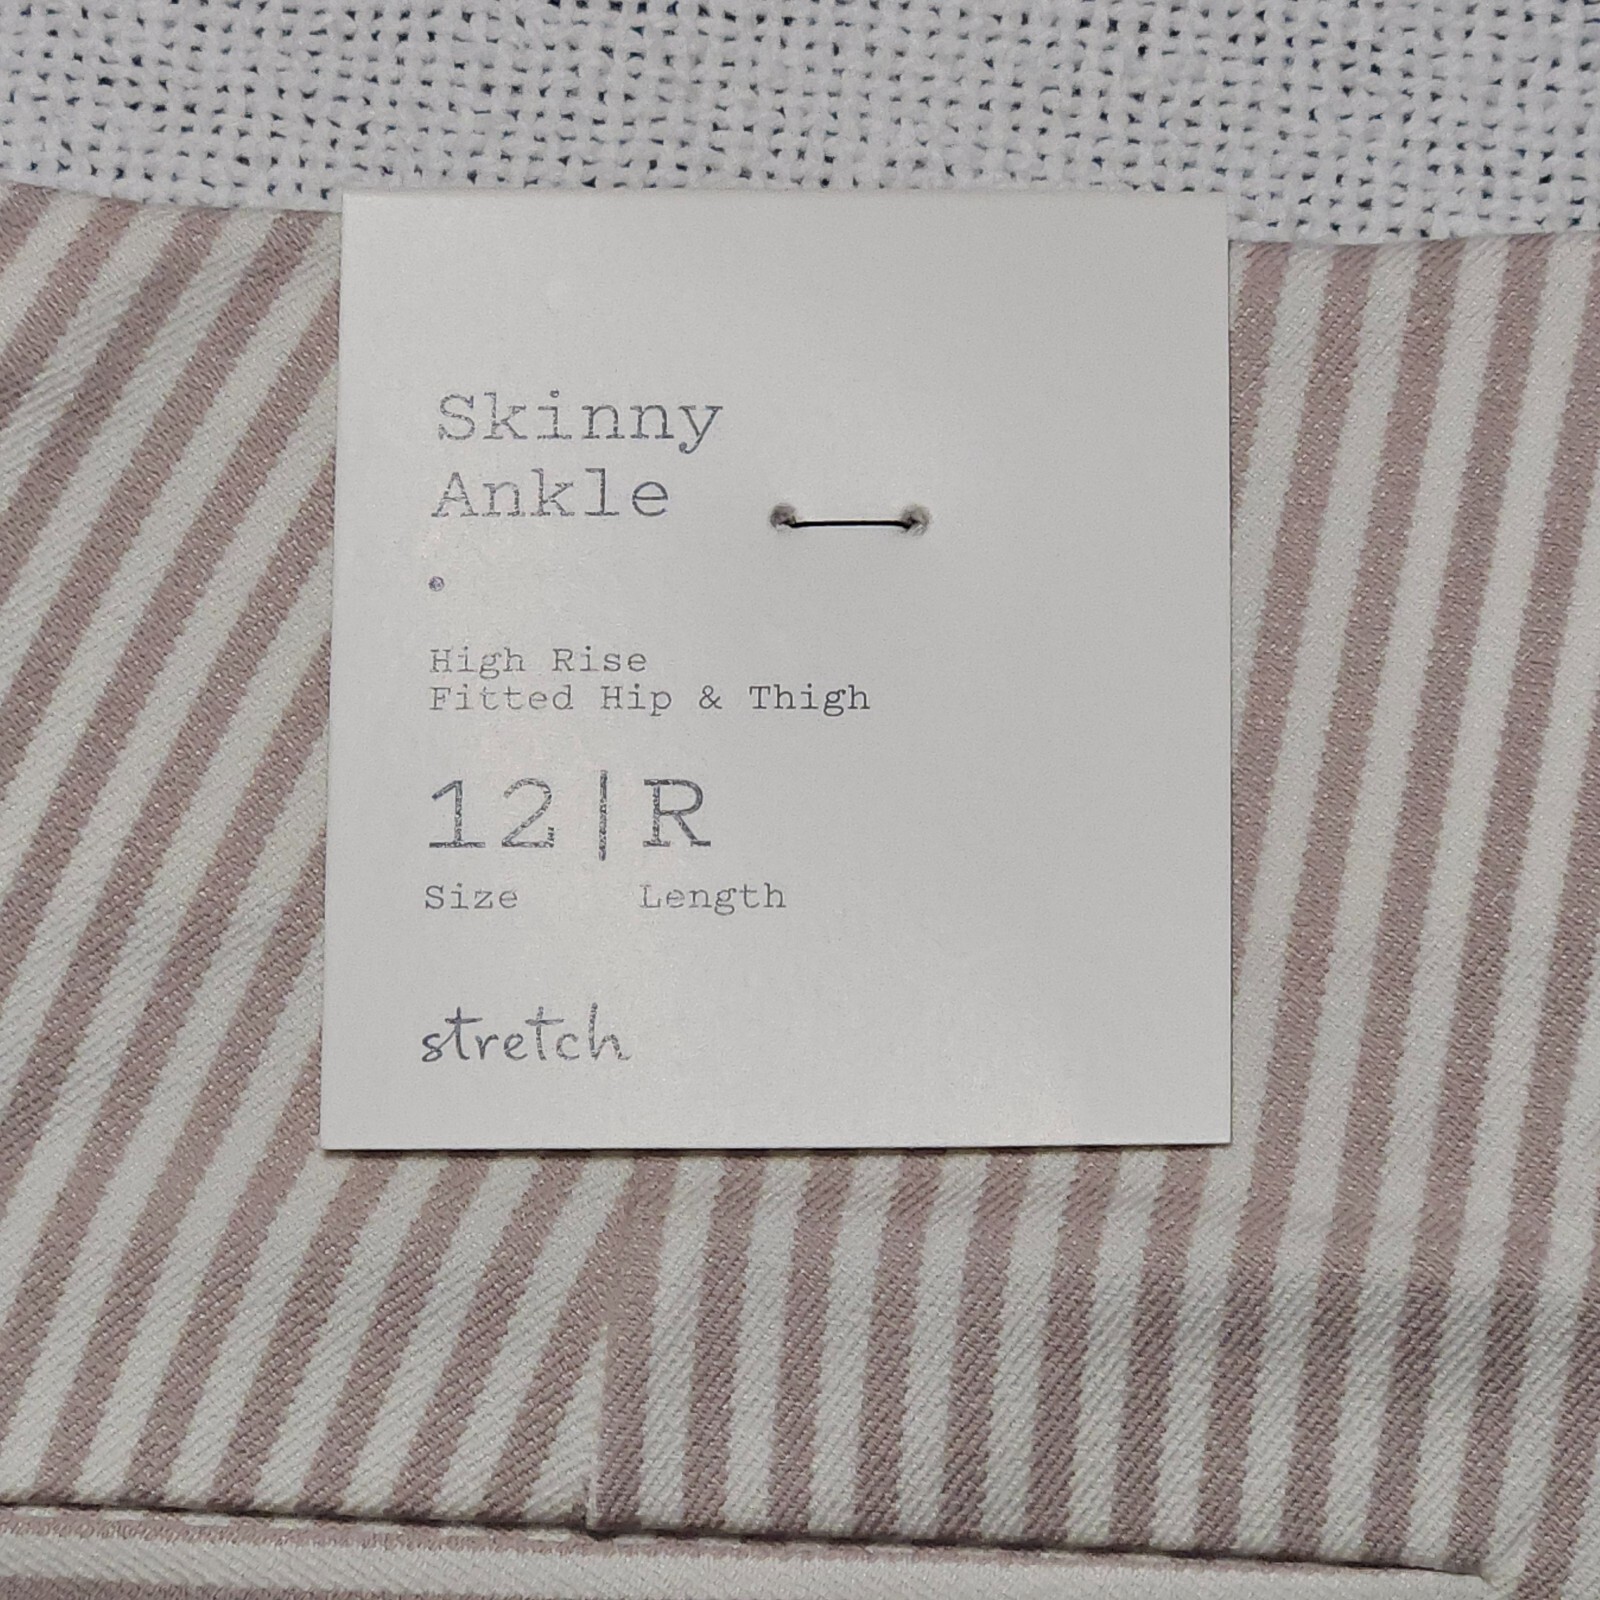 Skinny
Ankle
•
High Rise
Fitted Hip & Thigh
12|R
Size Length
stretch